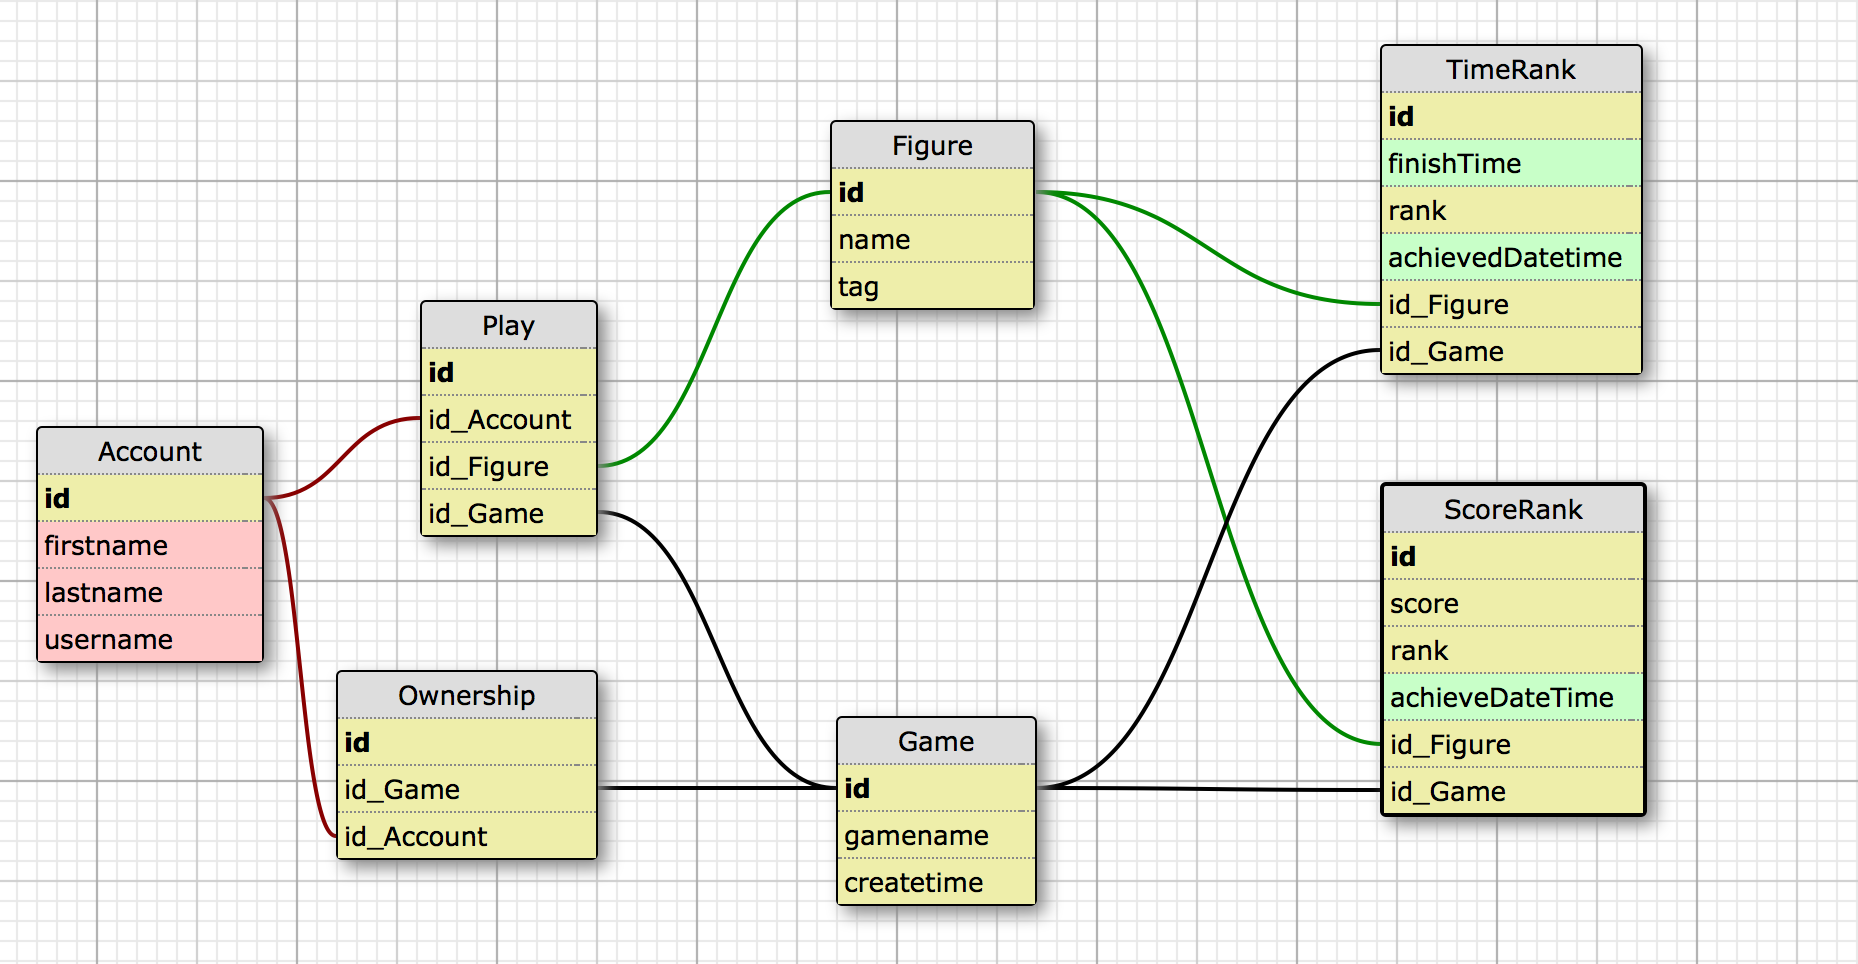 Account
id
firstname
lastname
username
Play
id
id_Account
id_Figure
id_Game
Ownership
id
id_Game
id_Account
Figure
id
name
tag
Game
id
gamename
createtime
TimeRank
id
finishTime
rank
achievedDatetime
id_Figure
id_Game
ScoreRank
id
score
rank
achieveDateTime
id_Figure
id_Game